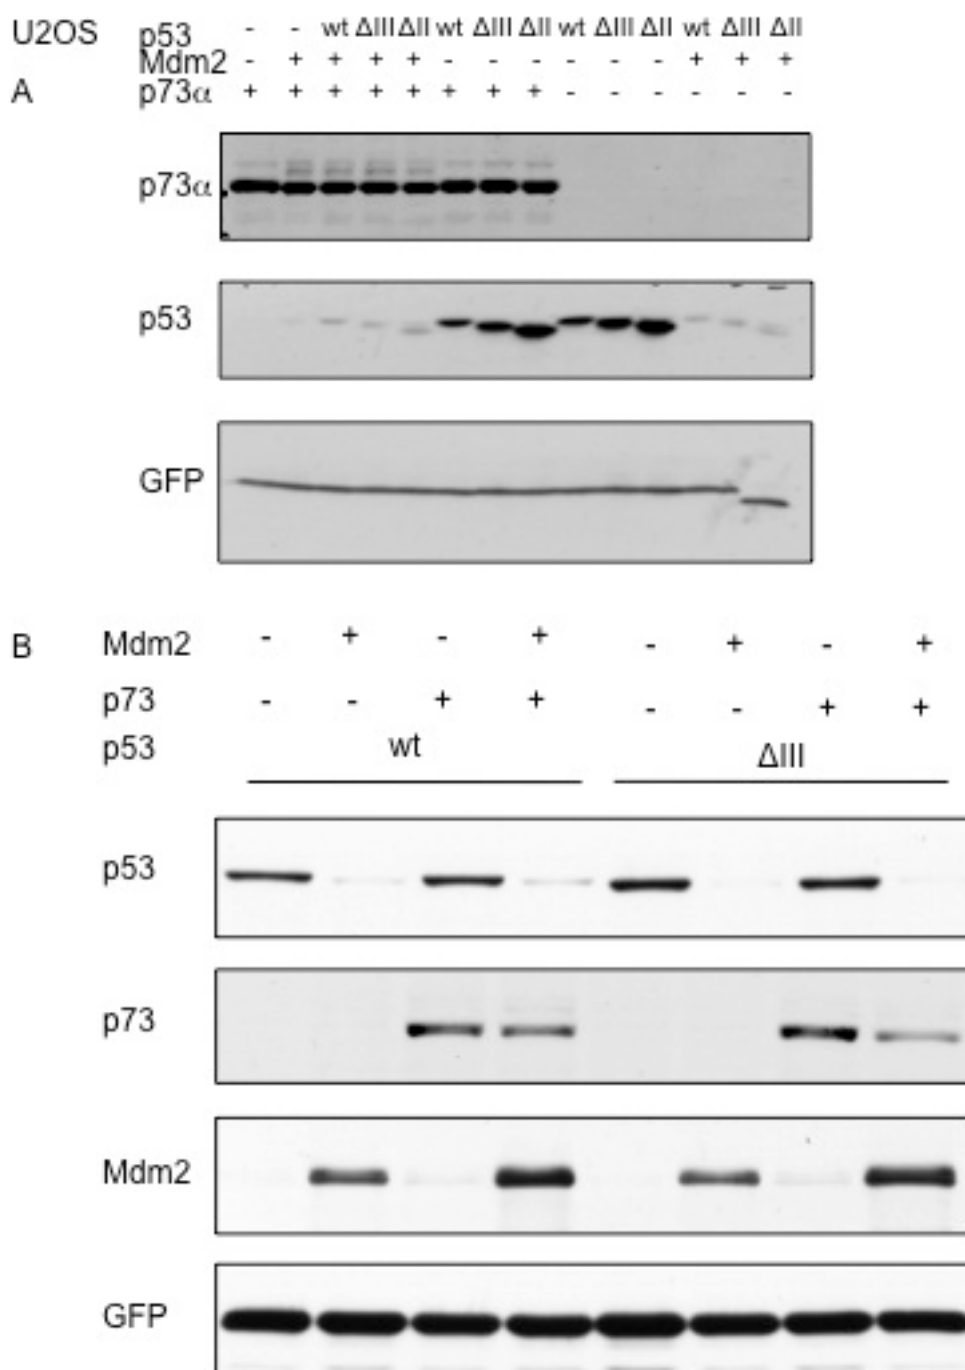 U2OS p53 - - wt ΔIII ΔII wt ΔIII ΔII wt ΔIII ΔII wt ΔIII ΔII
Mdm2 - + + + + - - - - - - + + +
A p73α + + + + + + + + - - - - - -
p73α
p53
GFP
B Mdm2 - + - + - + - +
p73 - - + + - - + +
p53 wt ΔIII
p53
p73
Mdm2
GFP